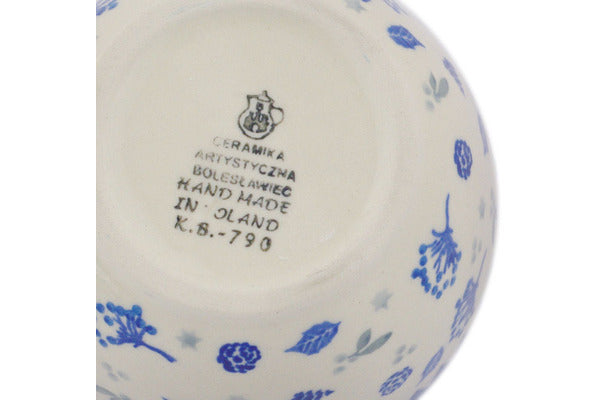 CERAMIKA
ARTYSTYCZNA
BOLESŁAWIEC
HAND MADE
IN OLAND
K.B.-790